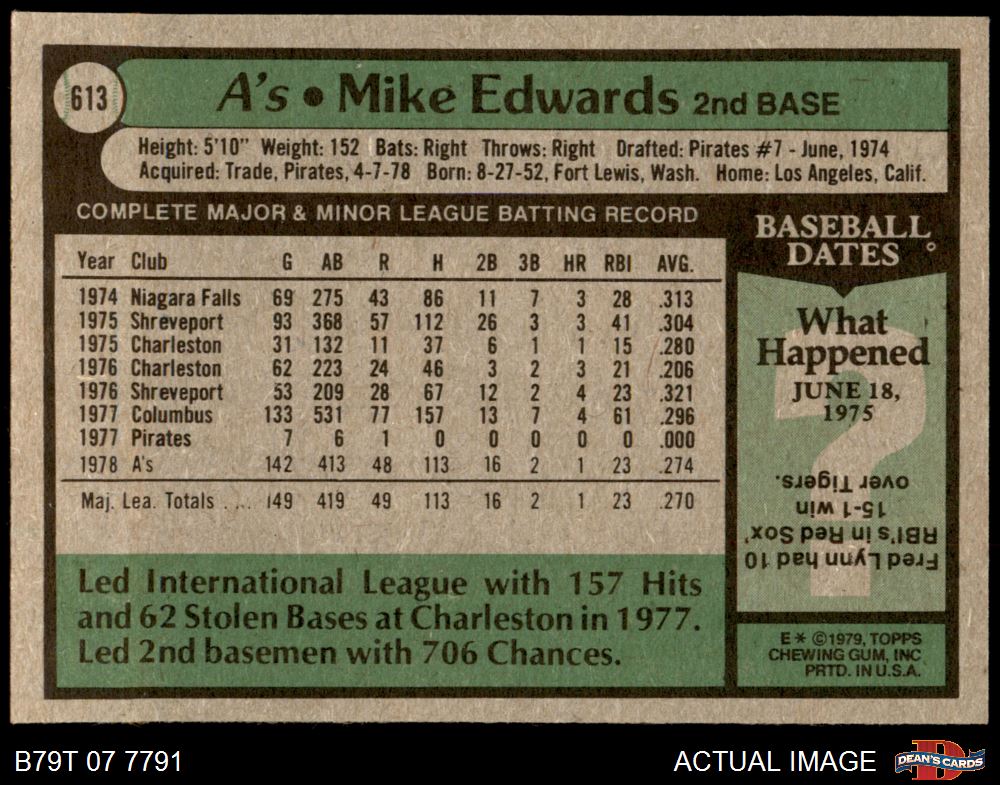 613
A's • Mike Edwards 2nd BASE
Height: 5'10" Weight: 152 Bats: Right Throws: Right Drafted: Pirates #7 - June, 1974
Acquired: Trade, Pirates, 4-7-78 Born: 8-27-52, Fort Lewis, Wash. Home: Los Angeles, Calif.
COMPLETE MAJOR & MINOR LEAGUE BATTING RECORD
Year Club G AB R H 2B 3B HR RBI AVG.
1974 Niagara Falls 69 275 43 86 11 7 3 28 .313
1975 Shreveport 93 368 57 112 26 3 3 41 .304
1975 Charleston 31 132 11 37 6 1 1 15 .280
1976 Charleston 62 223 24 46 3 2 3 21 .206
1976 Shreveport 53 209 28 67 12 2 4 23 .321
1977 Columbus 133 531 77 157 13 7 4 61 .296
1977 Pirates 7 6 1 0 0 0 0 0 .000
1978 A's 142 413 48 113 16 2 1 23 .274
Maj. Lea. Totals .... 149 419 49 113 16 2 1 23 .270
Led International League with 157 Hits
and 62 Stolen Bases at Charleston in 1977.
Led 2nd basemen with 706 Chances.
BASEBALL
DATES
What
Happened
JUNE 18,
1975
?
Fred Lynn had 10
RBI's in Red Sox'
15-1 win
over Tigers.
E* ©1979, TOPPS
CHEWING GUM, INC
PRTD. IN U.S.A.
B79T 07 7791
ACTUAL IMAGE
D
DEAN'S CARDS